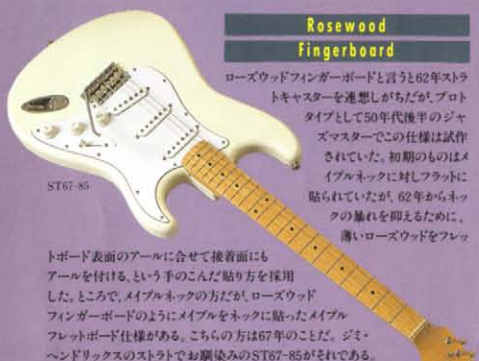 Rosewood
Fingerboard
ローズウッドフィンガーボードと言うと62年ストラ
トキャスターを連想しがちだが、プロト
タイプとして50年代後半のジャ
ズマスターでこの仕様は試作
されていた。初期のものはメ
イプルネックに対しフラットに
貼られていたが、62年からネッ
クの暴れを抑えるために、
薄いローズウッドをフレッ
トボード表面のアールに合せて接着面にも
アールを付ける、という手のこんだ貼り方を採用
した。ところで、メイプルネックの方だが、ローズウッド
フィンガーボードのようにメイプルをネックに貼ったメイプル
フレットボード仕様がある。こちらの方は67年のことだ。ジミ・
ヘンドリックスのストラトでお馴染みのST67-85がそれである。
ST67-85